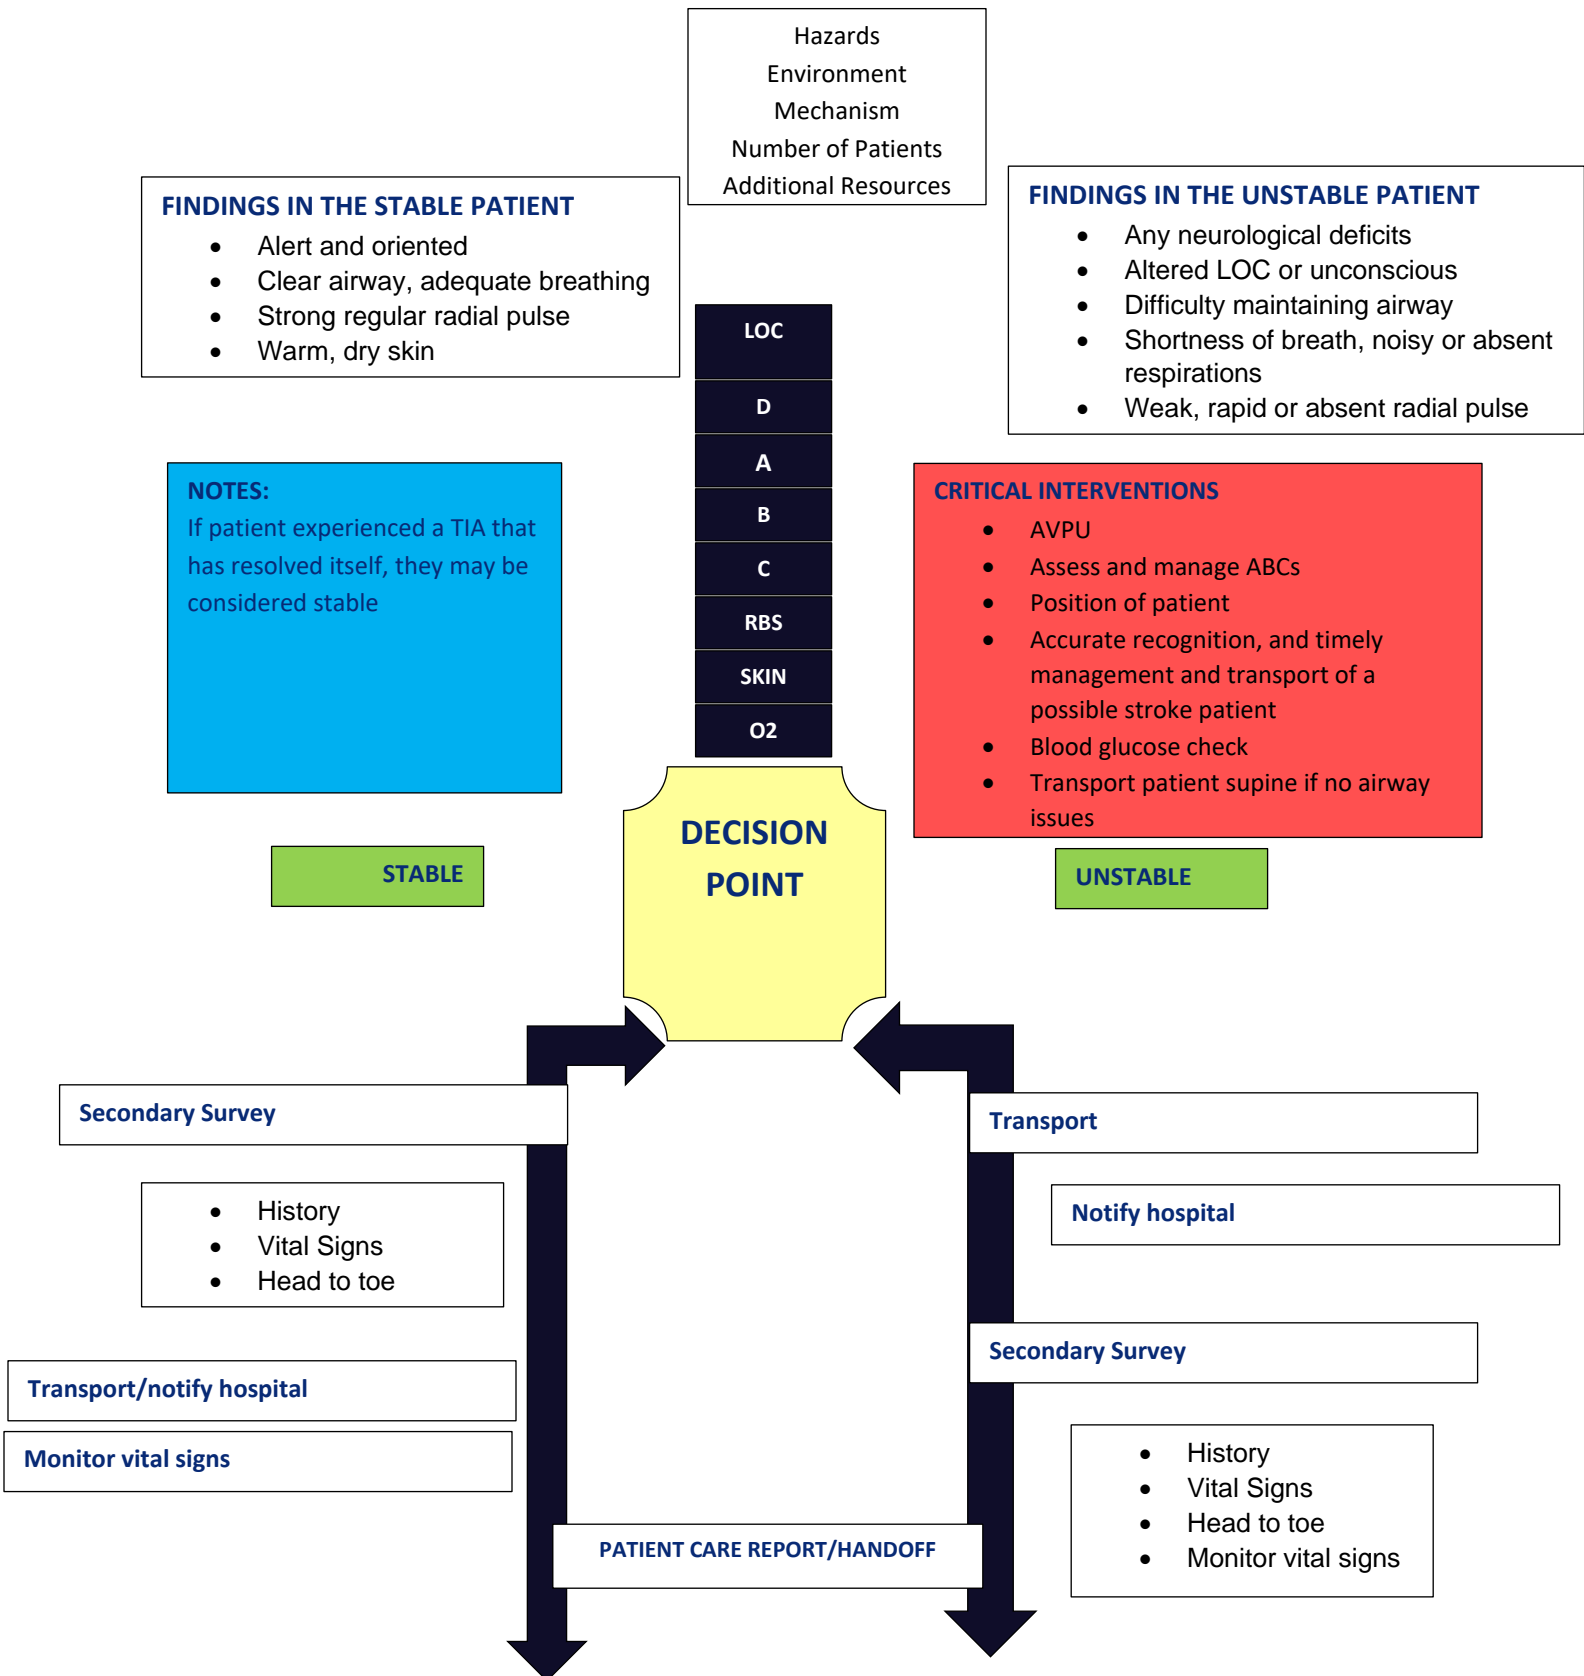 Hazards
Environment
Mechanism
Number of Patients
Additional Resources
FINDINGS IN THE STABLE PATIENT
• Alert and oriented
• Clear airway, adequate breathing
• Strong regular radial pulse
• Warm, dry skin
FINDINGS IN THE UNSTABLE PATIENT
• Any neurological deficits
• Altered LOC or unconscious
• Difficulty maintaining airway
• Shortness of breath, noisy or absent
respirations
• Weak, rapid or absent radial pulse
LOC
D
A
B
C
RBS
SKIN
O2
NOTES:
If patient experienced a TIA that
has resolved itself, they may be
considered stable
CRITICAL INTERVENTIONS
• AVPU
• Assess and manage ABCs
• Position of patient
• Accurate recognition, and timely
management and transport of a
possible stroke patient
• Blood glucose check
• Transport patient supine if no airway
issues
DECISION
POINT
STABLE
UNSTABLE
Secondary Survey
• History
• Vital Signs
• Head to toe
Transport/notify hospital
Monitor vital signs
Transport
Notify hospital
Secondary Survey
• History
• Vital Signs
• Head to toe
• Monitor vital signs
PATIENT CARE REPORT/HANDOFF